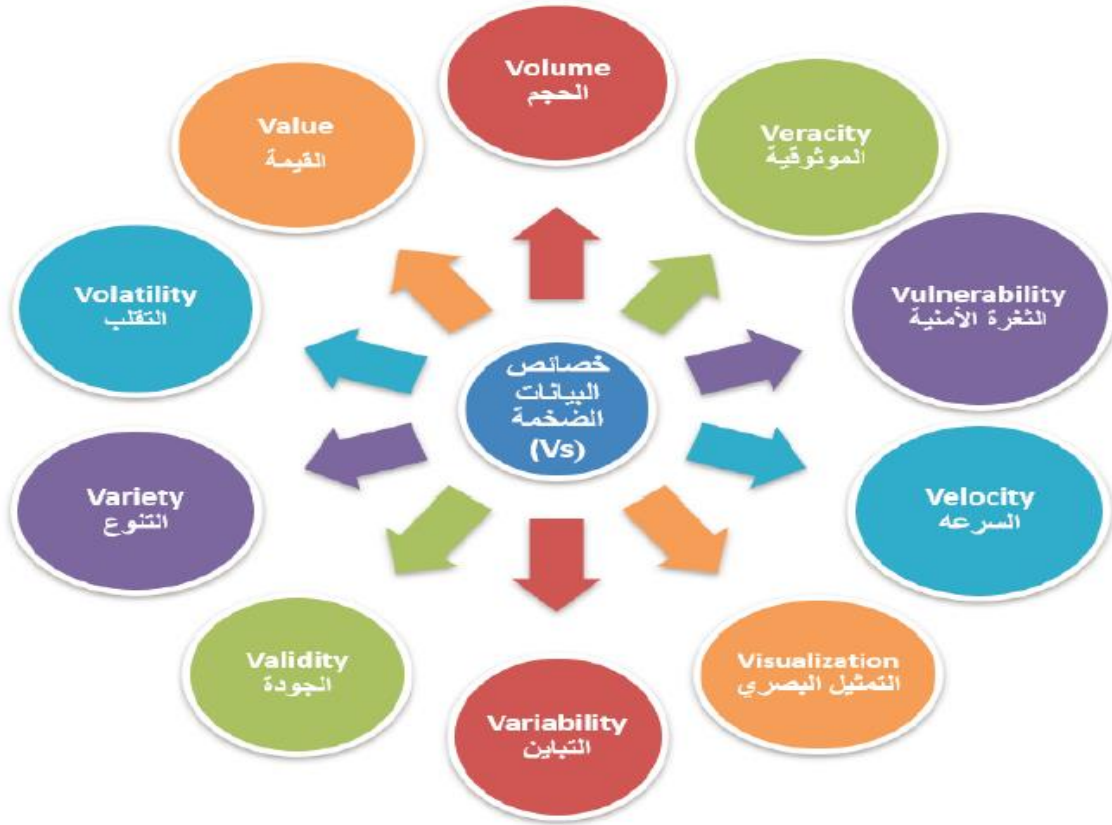 Volume
الحجم
Veracity
الموثوقية
Vulnerability
الثغرة الأمنية
Velocity
السرعه
Visualization
التمثيل البصري
Variability
التباين
Validity
الجودة
Variety
التنوع
Volatility
التقلب
Value
القيمة
خصائص
البيانات
الضخمة
(Vs)